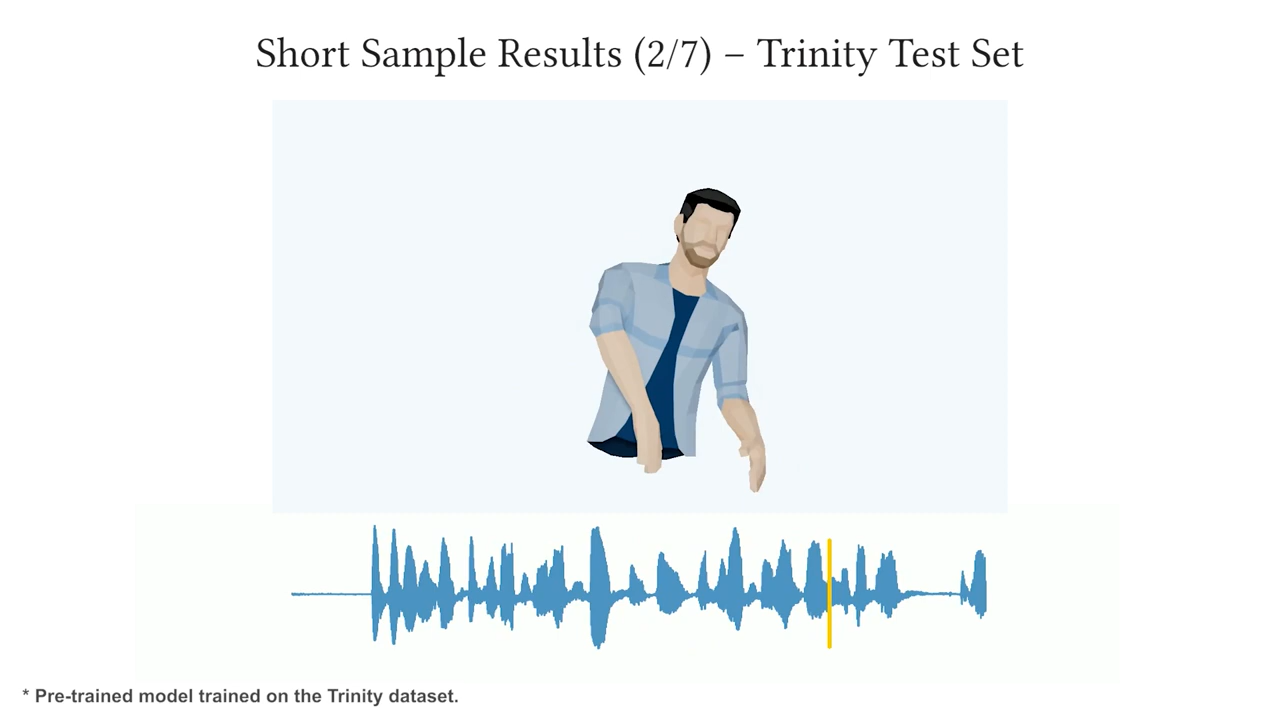 Short Sample Results (2/7) – Trinity Test Set
* Pre-trained model trained on the Trinity dataset.